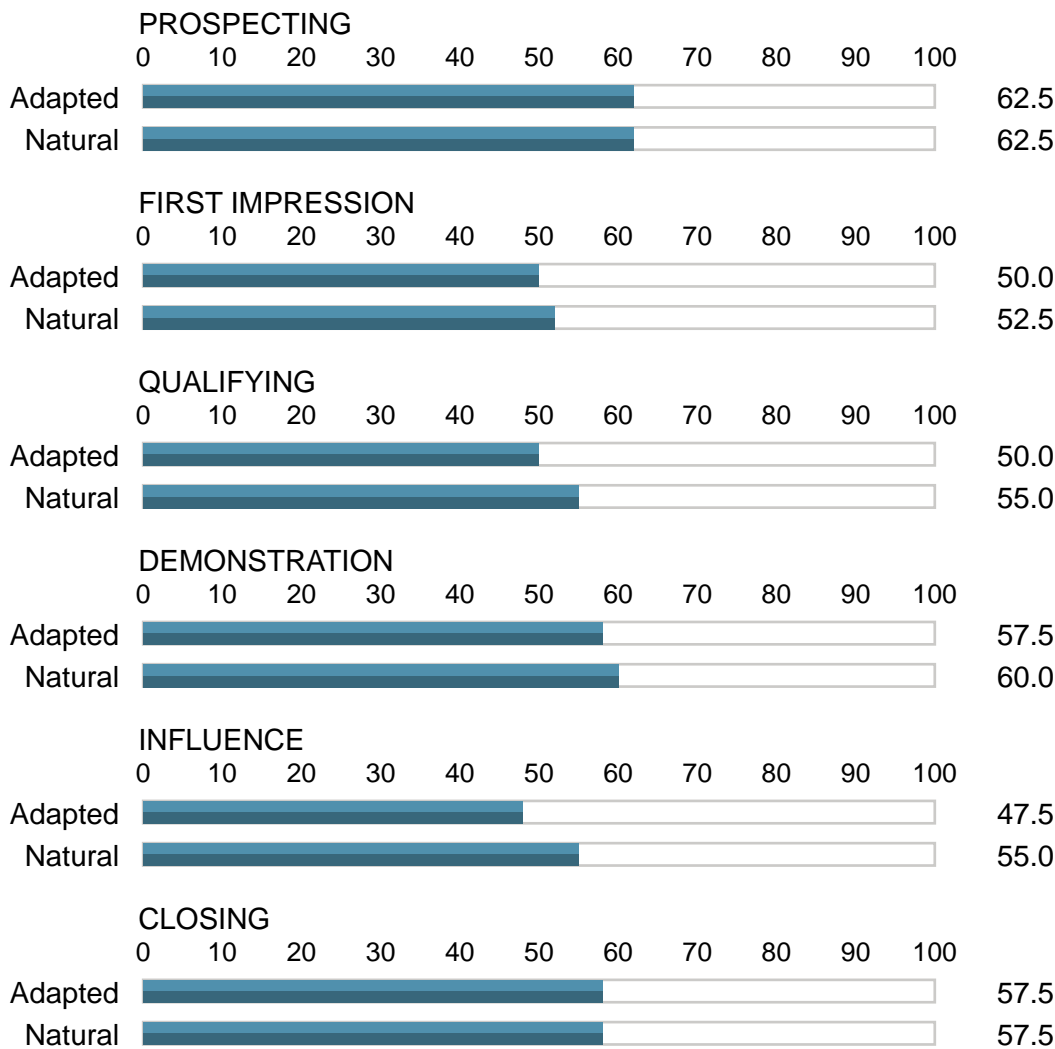 PROSPECTING
0 10 20 30 40 50 60 70 80 90 100
Adapted 62.5
Natural 62.5
FIRST IMPRESSION
0 10 20 30 40 50 60 70 80 90 100
Adapted 50.0
Natural 52.5
QUALIFYING
0 10 20 30 40 50 60 70 80 90 100
Adapted 50.0
Natural 55.0
DEMONSTRATION
0 10 20 30 40 50 60 70 80 90 100
Adapted 57.5
Natural 60.0
INFLUENCE
0 10 20 30 40 50 60 70 80 90 100
Adapted 47.5
Natural 55.0
CLOSING
0 10 20 30 40 50 60 70 80 90 100
Adapted 57.5
Natural 57.5